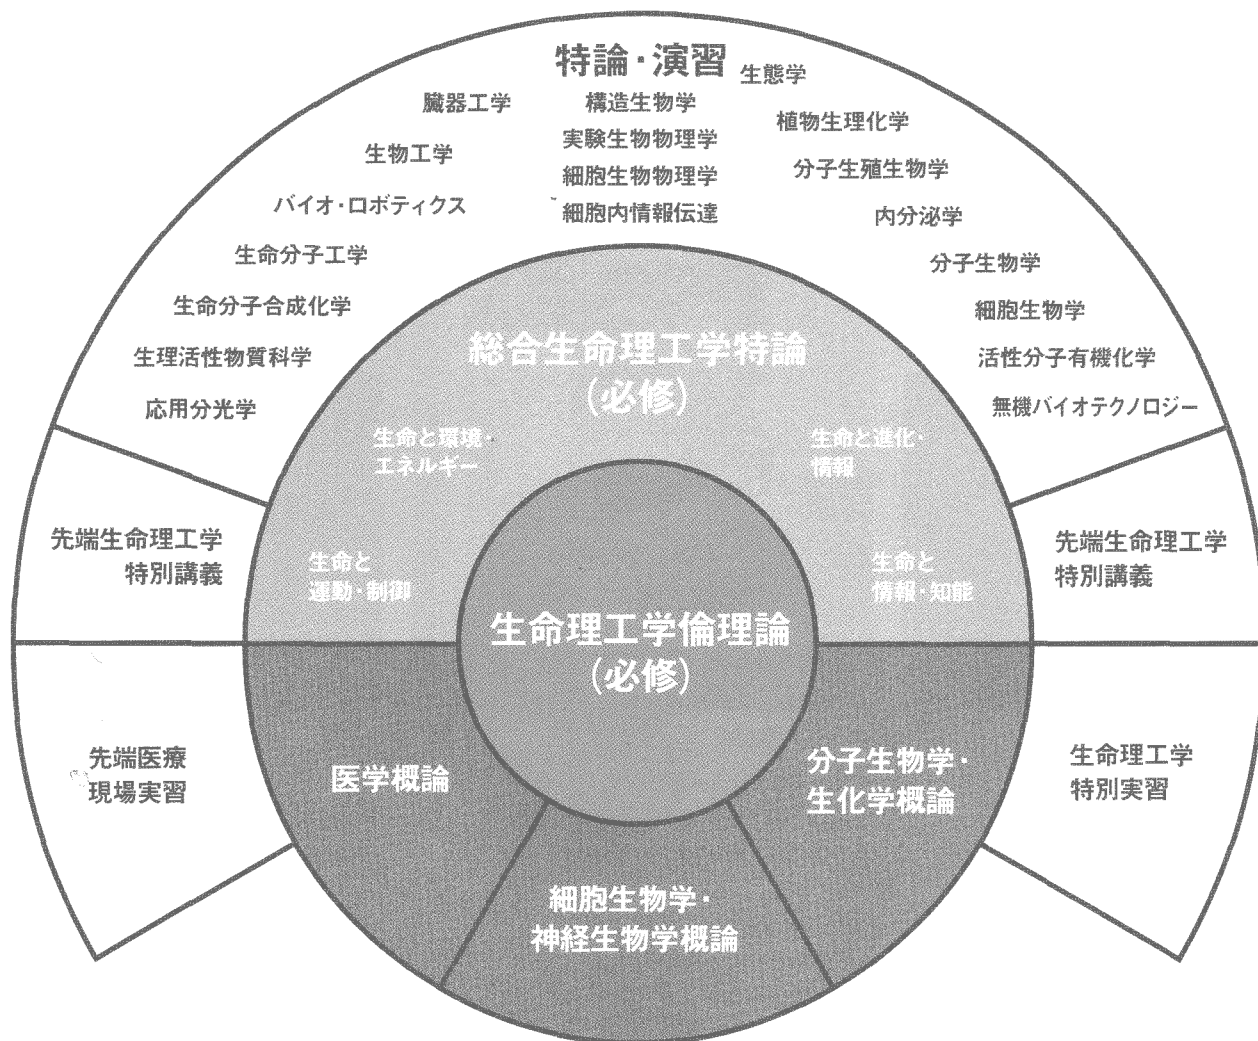 特論・演習
臓器工学
生物工学
バイオ・ロボティクス
生命分子工学
生命分子合成化学
生理活性物質科学
応用分光学
構造生物学
実験生物物理学
細胞生物物理学
細胞内情報伝達
生態学
植物生理化学
分子生殖生物学
内分泌学
分子生物学
細胞生物学
活性分子有機化学
無機バイオテクノロジー
総合生命理工学特論
(必修)
生命と環境・
エネルギー
生命と進化・
情報
生命と
運動・制御
生命と
情報・知能
先端生命理工学
特別講義
先端生命理工学
特別講義
生命理工学倫理論
(必修)
先端医療
現場実習
医学概論
細胞生物学・
神経生物学概論
分子生物学・
生化学概論
生命理工学
特別実習